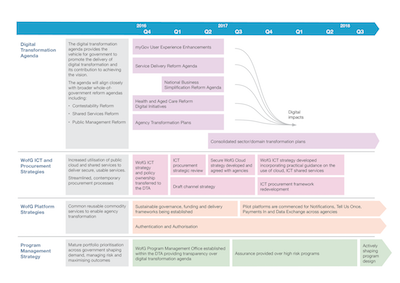 2016
2017
2018
Q4
Q1
Q2
Q3
Q4
Q1
Q2
Q3
Digital
Transformation
Agenda
The digital transformation
agenda provides the
vehicle for government to
promote the delivery of
digital transformation and
its contribution to achieving
the vision.
The agenda will align closely
with broader whole-of-
government reform agendas
including:
• Contestability Reform
• Shared Services Reform
• Public Management Reform
myGov User Experience Enhancements
Service Delivery Reform Agenda
National Business
Simplification Reform Agenda
Health and Aged Care Reform
Digital Initiatives
Agency Transformation Plans
Digital
impacts
Consolidated sector/domain transformation plans
WofG ICT and
Procurement
Strategies
Increased utilisation of public
cloud and shared services to
deliver secure, usable services.
Streamlined, contemporary
procurement processes
WofG ICT
strategy
and policy
ownership
transferred to
the DTA
ICT
procurement
strategic review
Secure WofG Cloud
strategy developed and
agreed with agencies
WofG ICT strategy developed
incorporating practical guidance on the
use of cloud, ICT shared services
Draft channel strategy
ICT procurement framework
redevelopment
WofG Platform
Strategies
Common reusable commodity
services to enable agency
transformation
Sustainable governance, funding and delivery
frameworks being established
Pilot platforms are commenced for Notifications, Tell Us Once,
Payments In and Data Exchange across agencies
Authentication and Authorisation
Program
Management
Strategy
Mature portfolio prioritisation
across government shaping
demand, managing risk and
maximising outcomes
WofG Program Management Office established
within the DTA providing transparency over
digital transformation agenda
Assurance provided over high risk programs
Actively
shaping
program
design